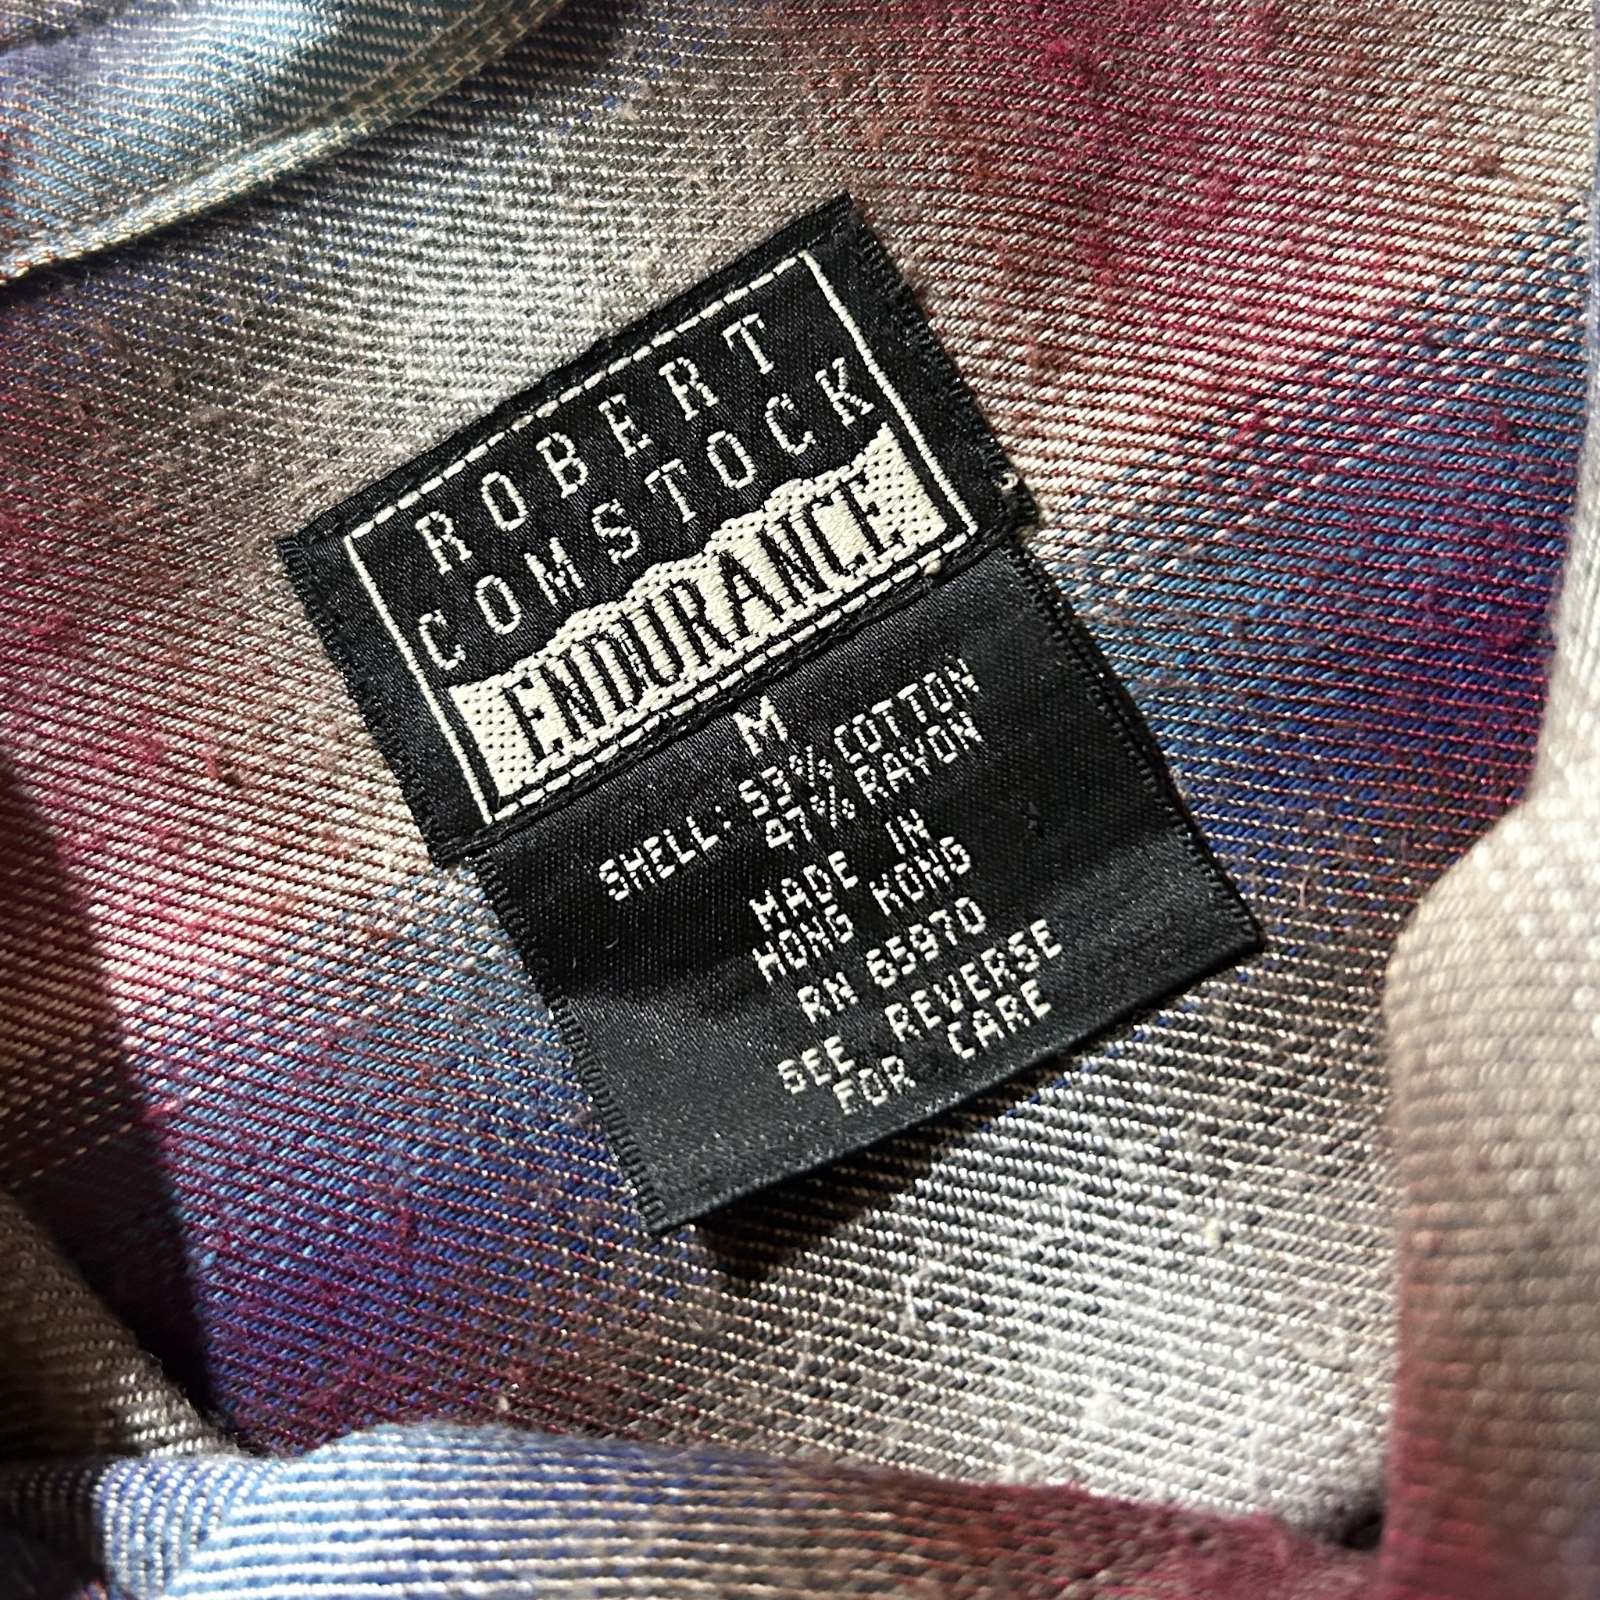 ROBERT
COMSTOCK
ENDURANCE
M
SHELL: 53% COTTON
47% RAYON
MADE IN
HONG KONG
RN 65970
SEE REVERSE
FOR CARE